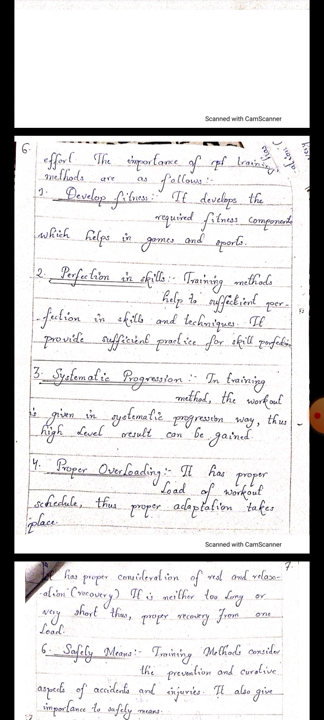 Scanned with CamScanner
6.
effort The importance of training
methods are as follows:-
1. Develop fitness:- It develops the
required fitness components
which helps in games and sports.
2. Perfection in skills:- Training methods
help to sufficient per-
-fection in skills and techniques. It
provide sufficient practice for skill perfection
3. Systematic Progression:- In training
method, the workout
is given in systematic progression way, thus
high level result can be gained
4. Proper Overloading:- It has proper
Load of workout
schedule, thus proper adaptation takes
place.
Scanned with CamScanner
7.
It has proper consideration of and relax-
-ation (recovery) It is neither too long or
very short thus, proper recovery from one
Load.
6. Safely Means:- Training Methods consider
the prevention and curative
aspects of accidents and injuries. It also give
importance to safely means.